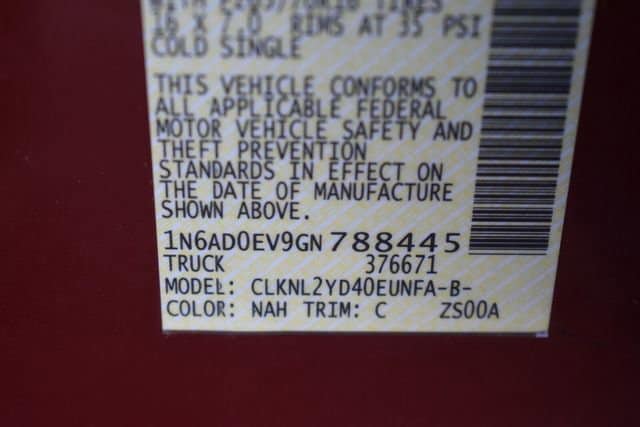 16 X 7.0 RIMS AT 35 PSI
COLD SINGLE
THIS VEHICLE CONFORMS TO
ALL APPLICABLE FEDERAL
MOTOR VEHICLE SAFETY AND
THEFT PREVENTION
STANDARDS IN EFFECT ON
THE DATE OF MANUFACTURE
SHOWN ABOVE.
1N6AD0EV9GN 788445
TRUCK 376671
MODEL: CLKNL2YD40EUNFA-B-
COLOR: NAH TRIM: C ZS00A